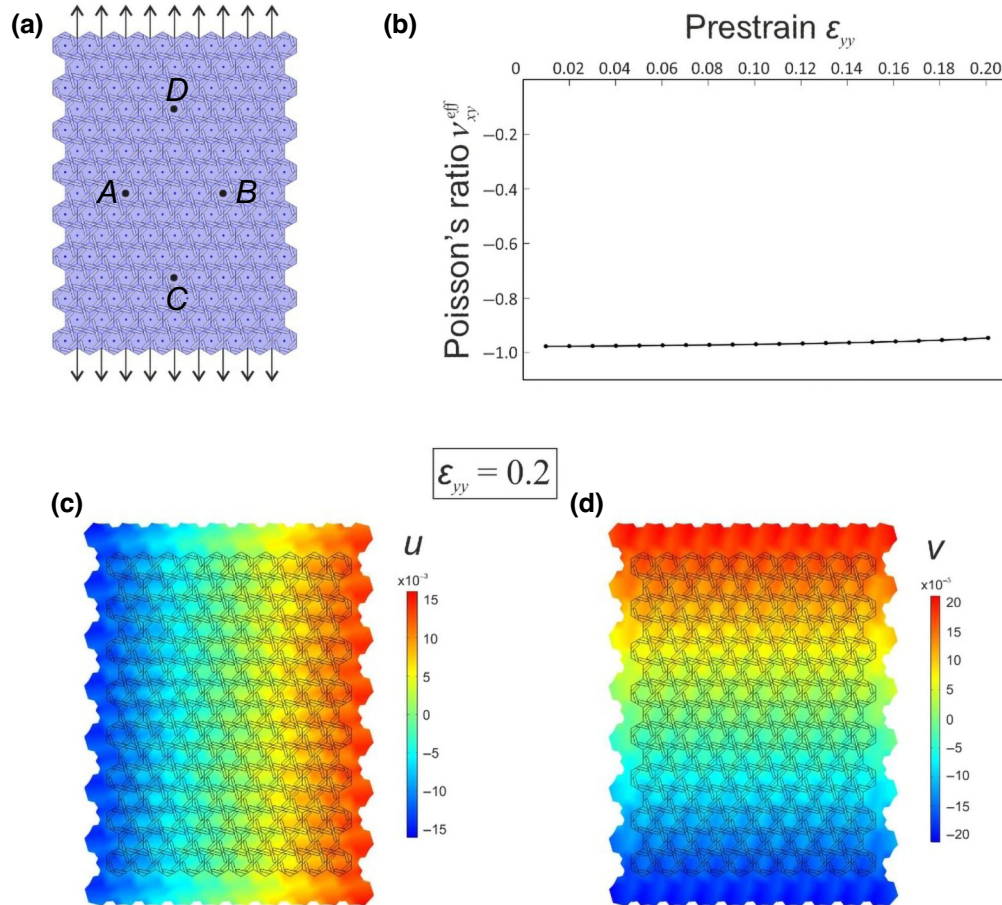 (a)
D
A
B
C
(b)
Prestrain ε_yy
0 0.02 0.04 0.06 0.08 0.10 0.12 0.14 0.16 0.18 0.20
Poisson's ratio ν_xy^eff
−0.2
−0.4
−0.6
−0.8
−1.0
ε_yy = 0.2
(c)
u
x10⁻³
15
10
5
0
−5
−10
−15
(d)
v
x10⁻³
20
15
10
5
0
−5
−10
−15
−20